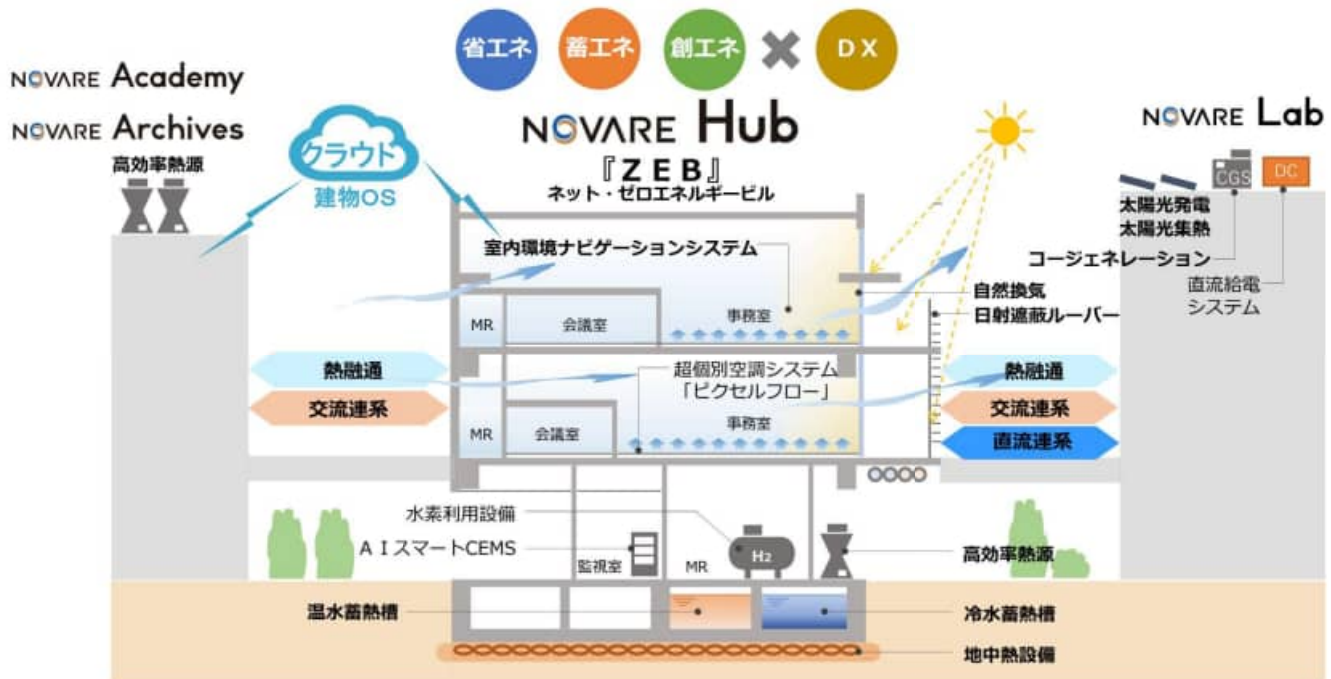 省エネ 蓄エネ 創エネ × DX
NOVARE Academy
NOVARE Archives
高効率熱源
クラウド
建物OS
NOVARE Hub
『ZEB』
ネット・ゼロエネルギービル
NOVARE Lab
CGS
DC
太陽光発電
太陽光集熱
コージェネレーション
直流給電
システム
室内環境ナビゲーションシステム
自然換気
日射遮蔽ルーバー
MR
会議室
事務室
熱融通
交流連系
超個別空調システム
「ピクセルフロー」
MR
会議室
事務室
熱融通
交流連系
直流連系
水素利用設備
AIスマートCEMS
監視室
MR
H2
高効率熱源
温水蓄熱槽
冷水蓄熱槽
地中熱設備